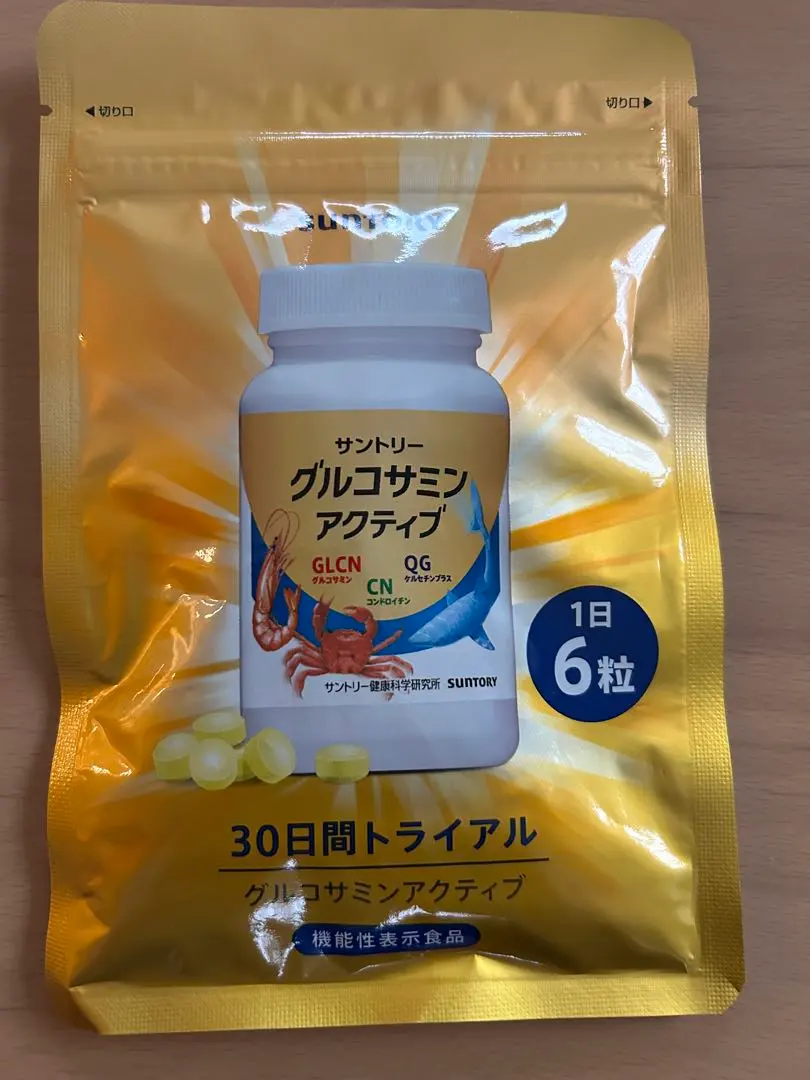 ◀切り口
切り口▶
SUNTORY
サントリー
グルコサミン
アクティブ
GLCN
グルコサミン
QG
ケルセチンプラス
CN
コンドロイチン
サントリー健康科学研究所 SUNTORY
1日
6粒
30日間トライアル
グルコサミンアクティブ
機能性表示食品